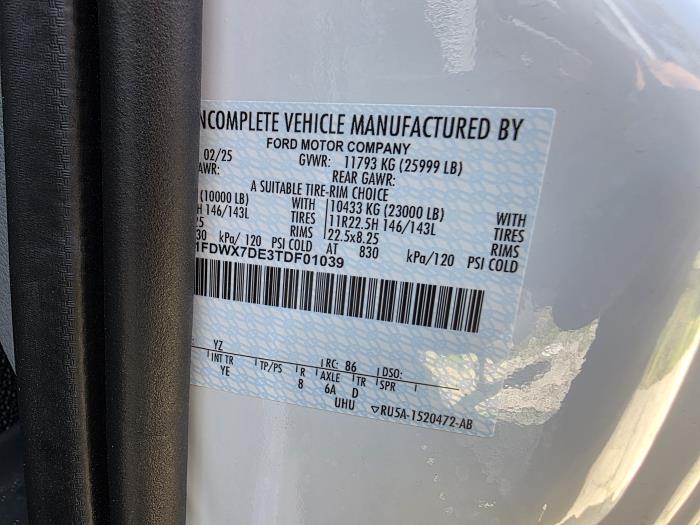 INCOMPLETE VEHICLE MANUFACTURED BY
FORD MOTOR COMPANY
02/25 GVWR: 11793 KG (25999 LB)
AWR: REAR GAWR:
A SUITABLE TIRE-RIM CHOICE
(10000 LB) WITH 10433 KG (23000 LB) WITH
H 146/143L TIRES 11R22.5H 146/143L TIRES
25 RIMS 22.5x8.25 RIMS
30 kPa/ 120 PSI COLD AT 830 kPa/120 PSI COLD
1FDWX7DE3TDF01039
YZ RC: 86 DSO:
INT TR TP/PS R AXLE TR SPR
YE 8 6A D
UHU ▽RU5A-1520472-AB